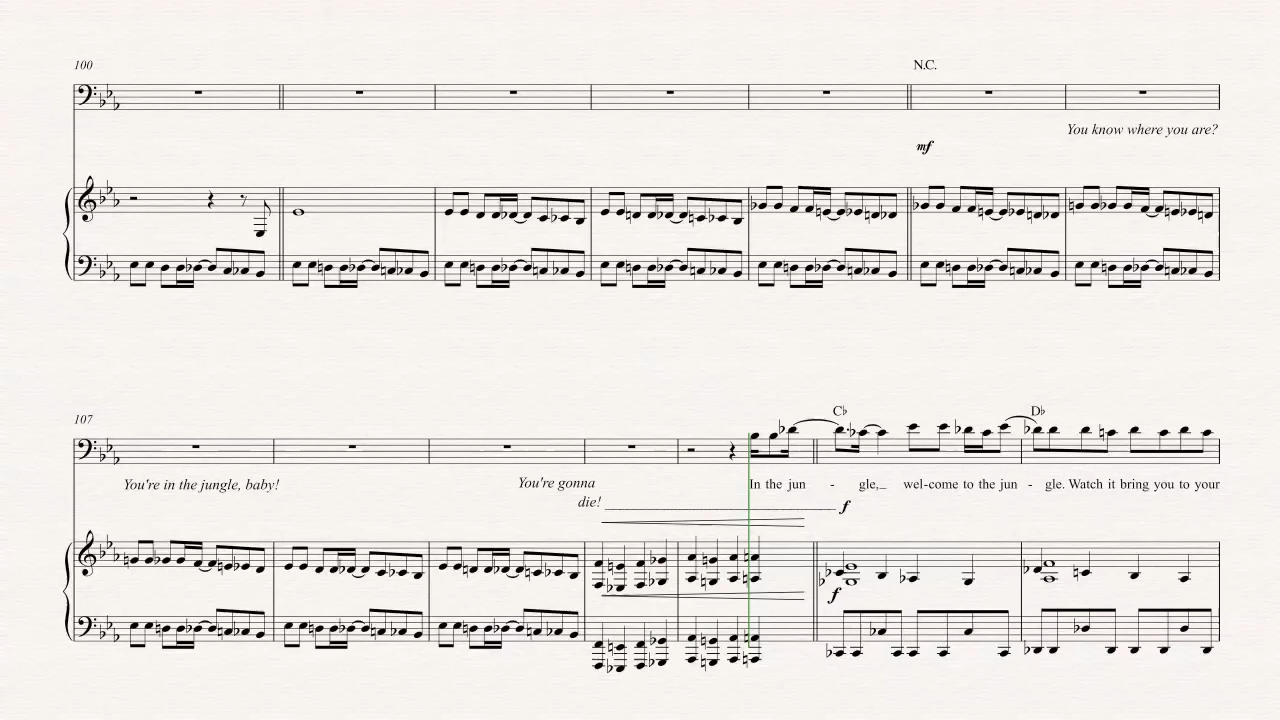 100
N.C.
You know where you are?
mf
107
C♭ D♭
You're in the jungle, baby! You're gonna In the jun - gle,_ wel-come to the jun - gle. Watch it bring you to your
die! f
f